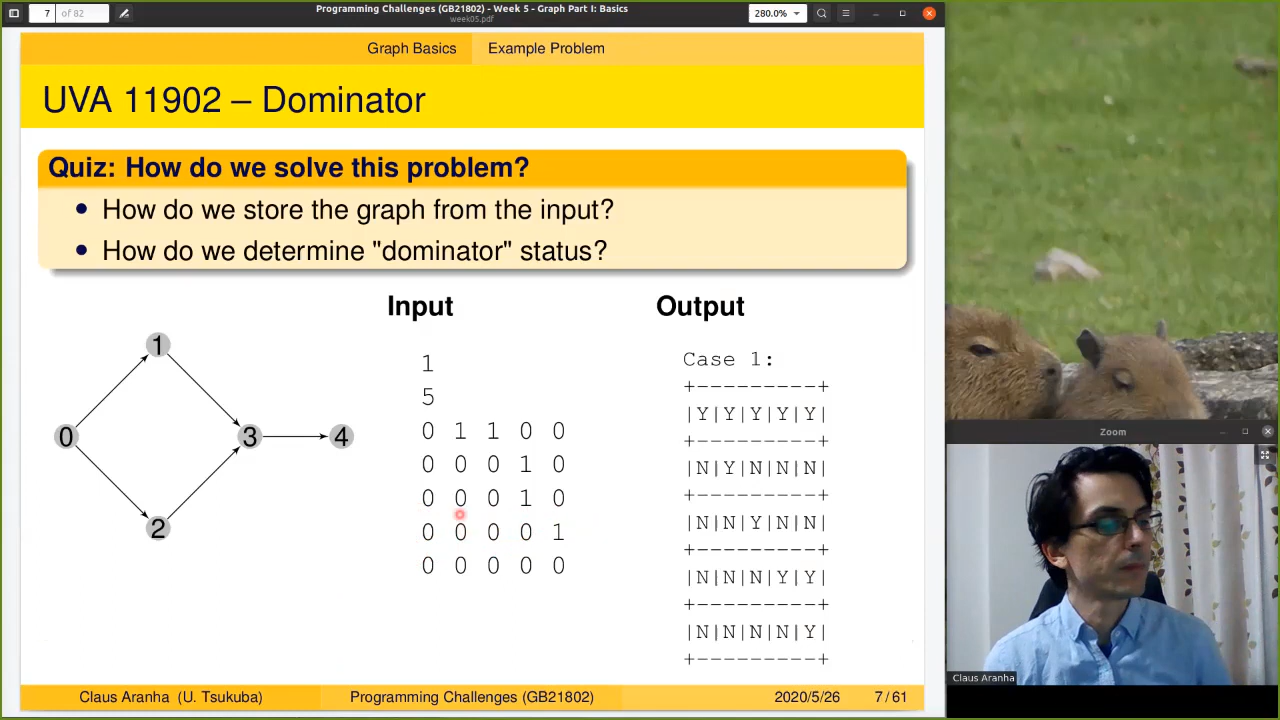 Programming Challenges (GB21802) - Week 5 - Graph Part I: Basics
week05.pdf
7 of 82
280.0%
Graph Basics Example Problem
UVA 11902 – Dominator
Quiz: How do we solve this problem?
• How do we store the graph from the input?
• How do we determine "dominator" status?
Input
1
5
0 1 1 0 0
0 0 0 1 0
0 0 0 1 0
0 0 0 0 1
0 0 0 0 0
Output
Case 1:
+---------+
|Y|Y|Y|Y|Y|
+---------+
|N|Y|N|N|N|
+---------+
|N|N|Y|N|N|
+---------+
|N|N|N|Y|Y|
+---------+
|N|N|N|N|Y|
+---------+
0
1
2
3
4
Claus Aranha (U. Tsukuba) Programming Challenges (GB21802) 2020/5/26 7 / 61
Zoom
Claus Aranha